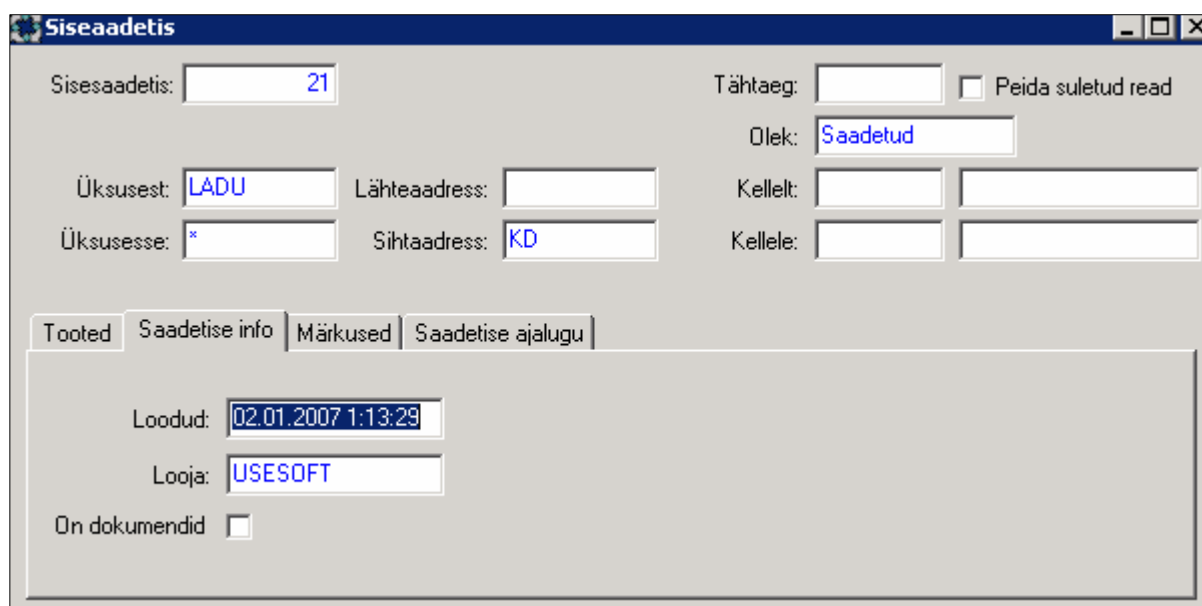 Siseaadetis
Sisesaadetis: 21 Tähtaeg: Peida suletud read
Olek: Saadetud
Üksusest: LADU Lähteaadress: Kellelt:
Üksusesse: * Sihtaadress: KD Kellele:
Tooted Saadetise info Märkused Saadetise ajalugu
Loodud: 02.01.2007 1:13:29
Looja: USESOFT
On dokumendid